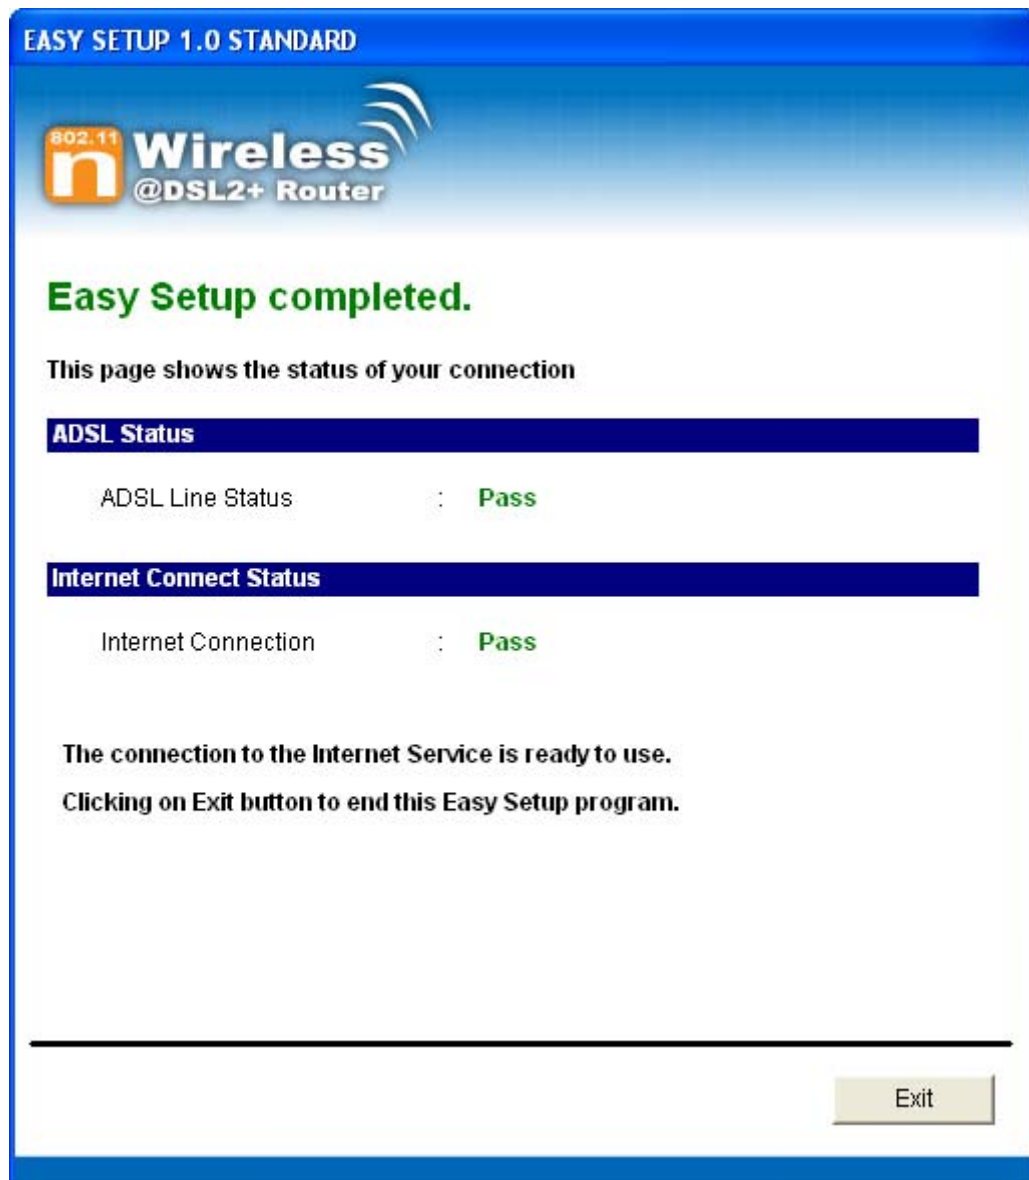 EASY SETUP 1.0 STANDARD
802.11
n Wireless
@DSL2+ Router
Easy Setup completed.
This page shows the status of your connection
ADSL Status
ADSL Line Status : Pass
Internet Connect Status
Internet Connection : Pass
The connection to the Internet Service is ready to use.
Clicking on Exit button to end this Easy Setup program.
Exit